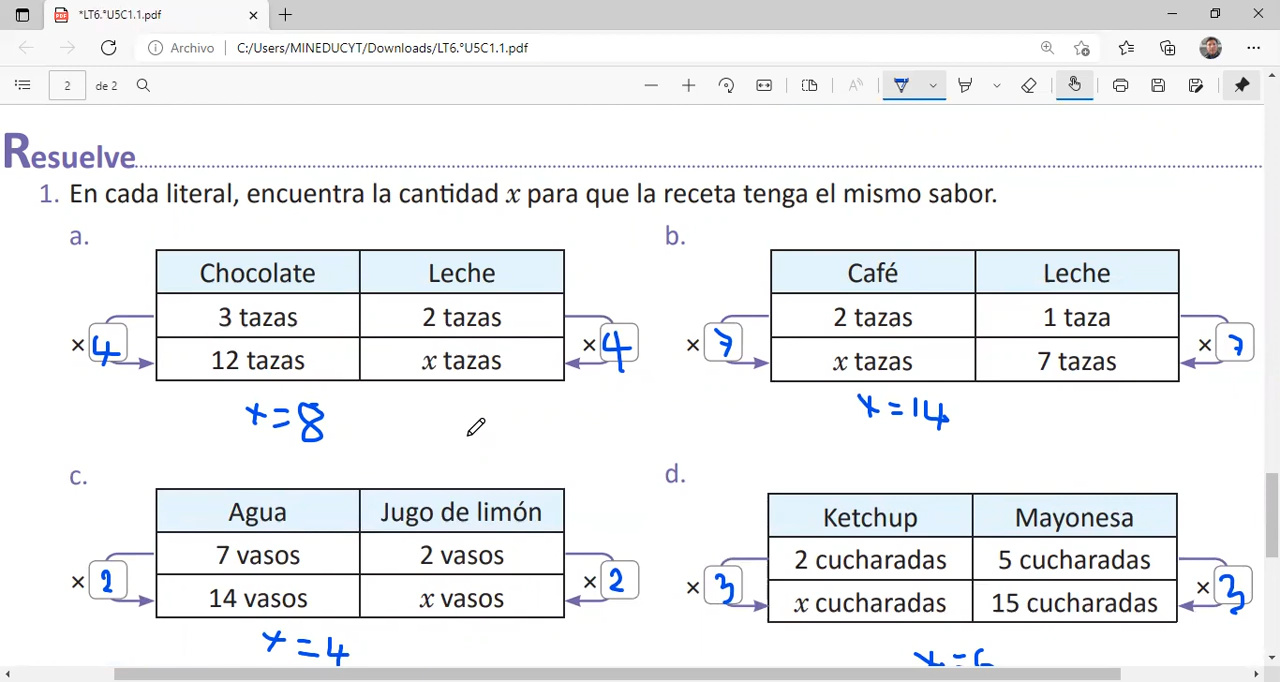 *LT6.°U5C1.1.pdf
Archivo C:/Users/MINEDUCYT/Downloads/LT6.°U5C1.1.pdf
2 de 2
Resuelve
1. En cada literal, encuentra la cantidad x para que la receta tenga el mismo sabor.
a.
Chocolate Leche
3 tazas 2 tazas
× 4 × 4
12 tazas x tazas
x = 8
b.
Café Leche
2 tazas 1 taza
× 7 × 7
x tazas 7 tazas
x = 14
c.
Agua Jugo de limón
7 vasos 2 vasos
× 2 × 2
14 vasos x vasos
x = 4
d.
Ketchup Mayonesa
2 cucharadas 5 cucharadas
× 3 × 3
x cucharadas 15 cucharadas
x = 6